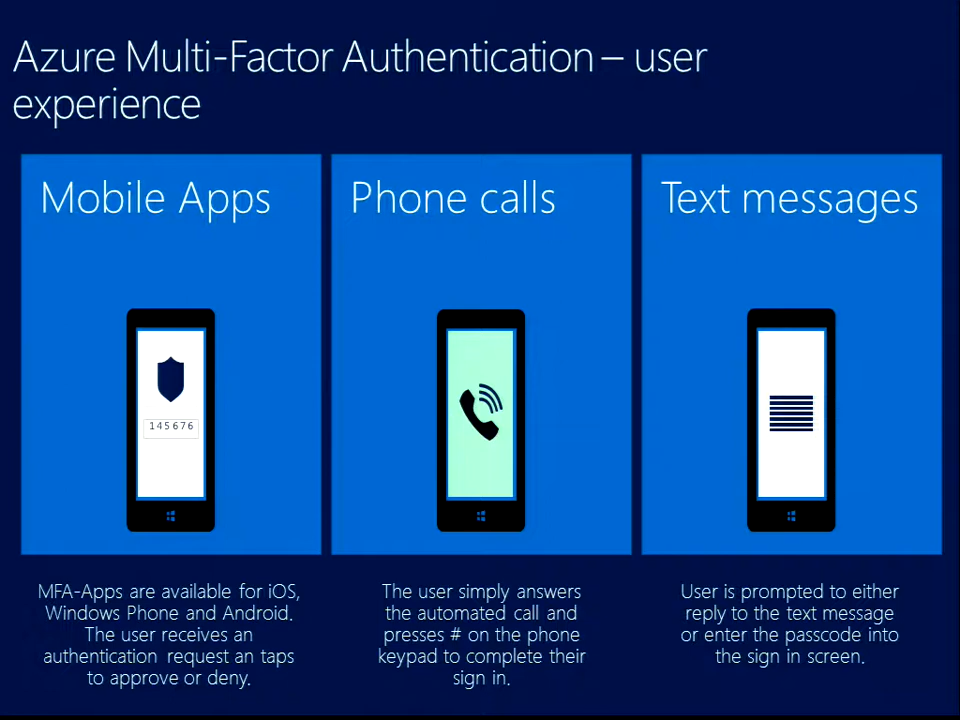 Azure Multi-Factor Authentication – user
experience
Mobile Apps
Phone calls
Text messages
145676
MFA-Apps are available for iOS,
Windows Phone and Android.
The user receives an
authentication request an taps
to approve or deny.
The user simply answers
the automated call and
presses # on the phone
keypad to complete their
sign in.
User is prompted to either
reply to the text message
or enter the passcode into
the sign in screen.